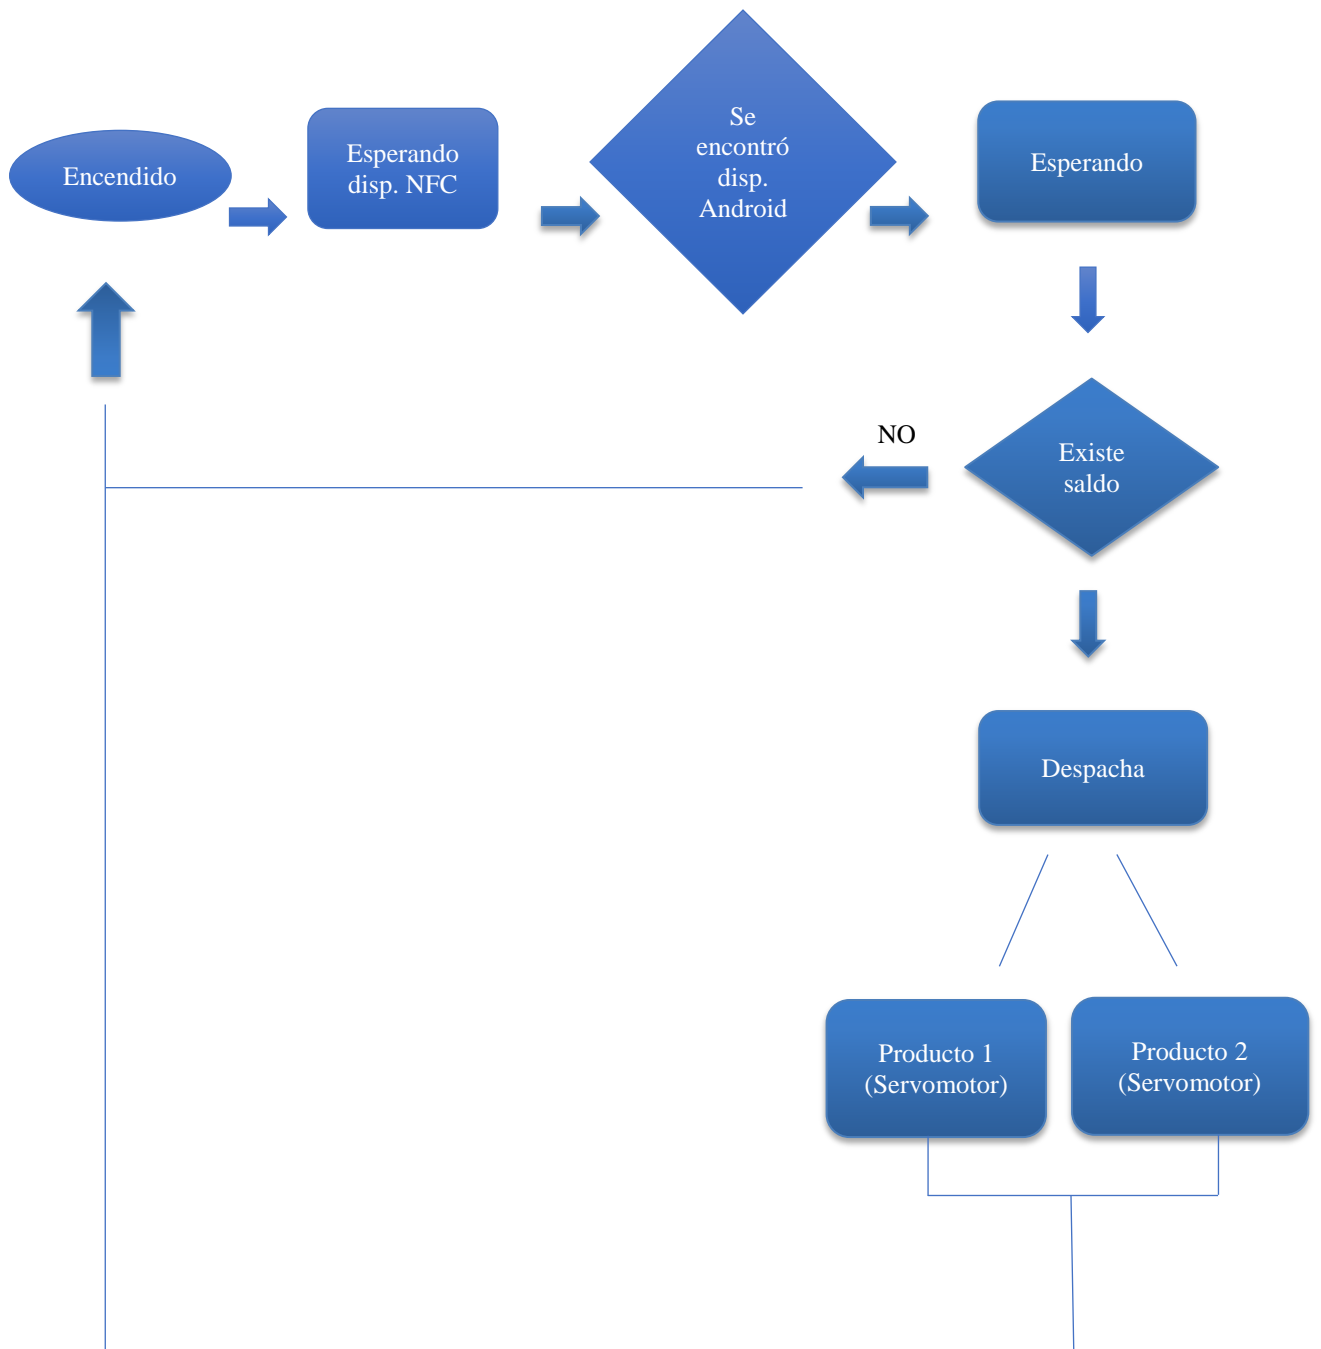 Encendido
Esperando
disp. NFC
Se
encontró
disp.
Android
Esperando
NO
Existe
saldo
Despacha
Producto 1
(Servomotor)
Producto 2
(Servomotor)